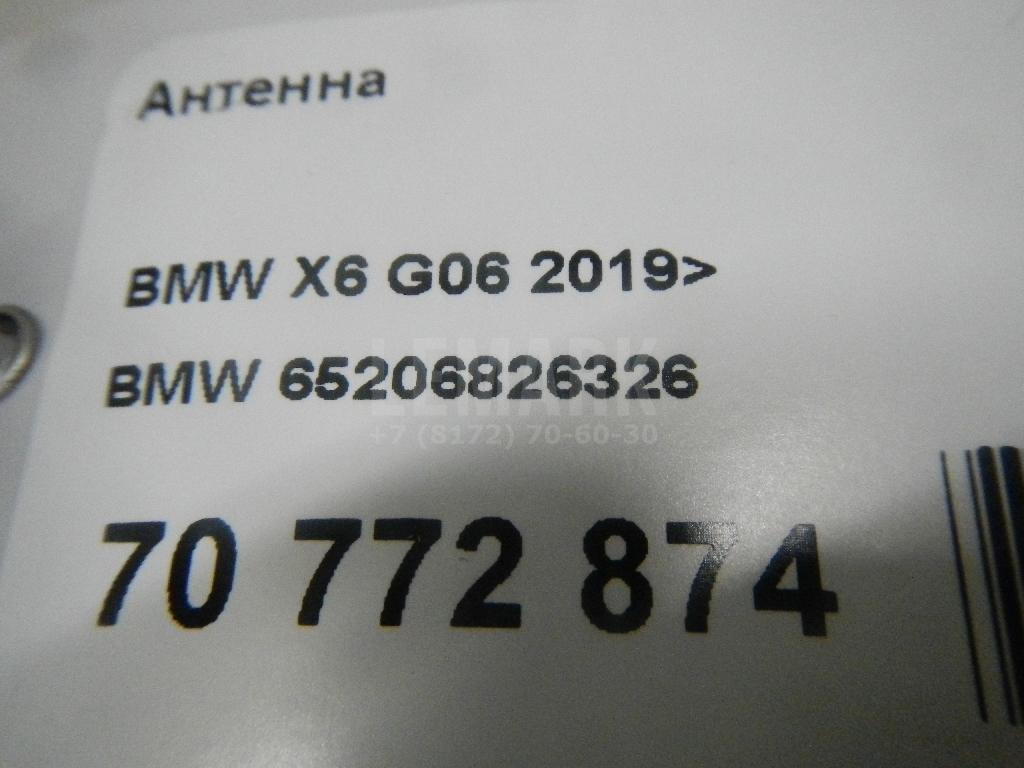 Антенна
BMW X6 G06 2019>
BMW 65206826326
LEMARK
+7 (8172) 70-60-30
70 772 874